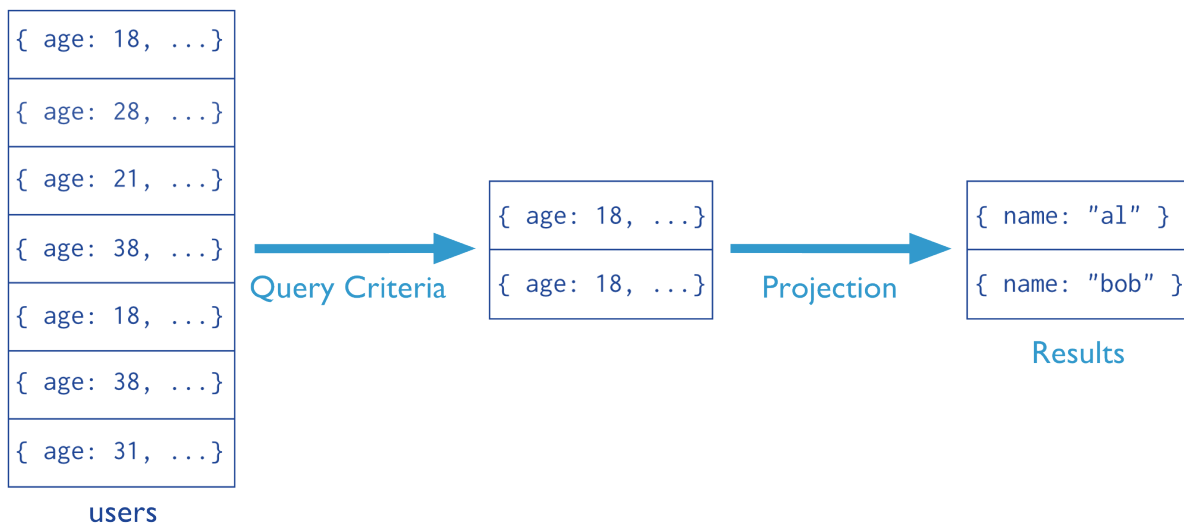 { age: 18, ...}
{ age: 28, ...}
{ age: 21, ...}
{ age: 38, ...}
{ age: 18, ...}
{ age: 38, ...}
{ age: 31, ...}
users
Query Criteria
{ age: 18, ...}
{ age: 18, ...}
Projection
{ name: "al" }
{ name: "bob" }
Results